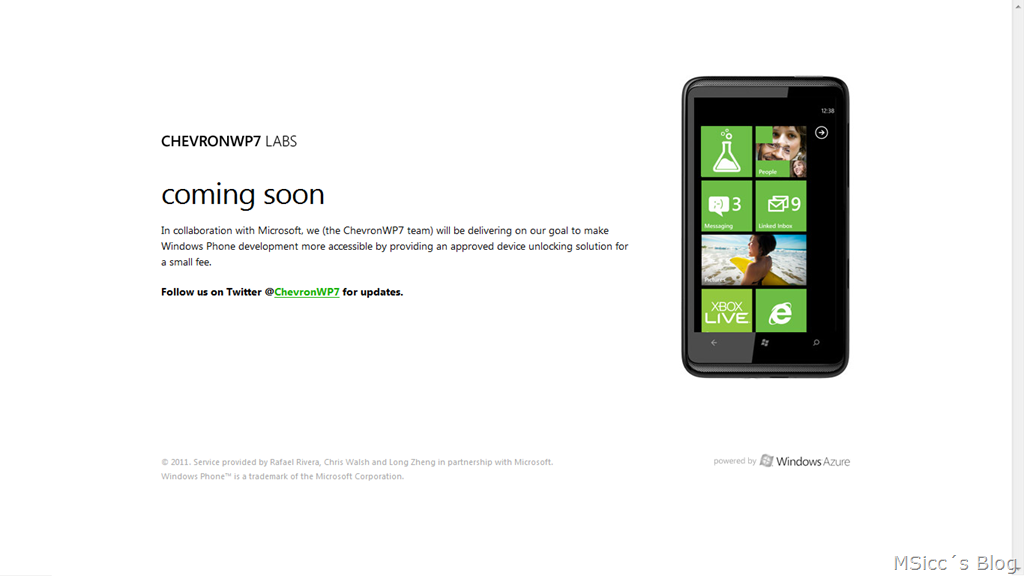 CHEVRONWP7 LABS
coming soon
In collaboration with Microsoft, we (the ChevronWP7 team) will be delivering on our goal to make
Windows Phone development more accessible by providing an approved device unlocking solution for
a small fee.
Follow us on Twitter @ChevronWP7 for updates.
12:38
People
3
Messaging
9
Linked Inbox
Pictures
XBOX
LIVE
© 2011. Service provided by Rafael Rivera, Chris Walsh and Long Zheng in partnership with Microsoft.
Windows Phone™ is a trademark of the Microsoft Corporation.
powered by Windows Azure
MSicc´s Blog